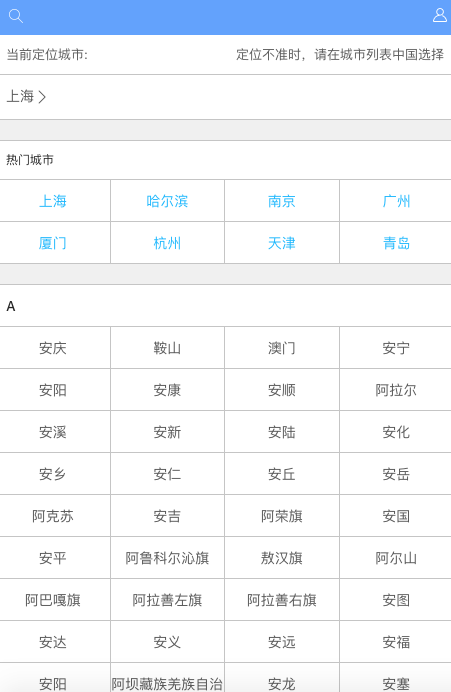 当前定位城市: 定位不准时，请在城市列表中国选择
上海
热门城市
上海 哈尔滨 南京 广州
厦门 杭州 天津 青岛
A
安庆 鞍山 澳门 安宁
安阳 安康 安顺 阿拉尔
安溪 安新 安陆 安化
安乡 安仁 安丘 安岳
阿克苏 安吉 阿荣旗 安国
安平 阿鲁科尔沁旗 敖汉旗 阿尔山
阿巴嘎旗 阿拉善左旗 阿拉善右旗 安图
安达 安义 安远 安福
安阳 阿坝藏族羌族自治 安龙 安塞